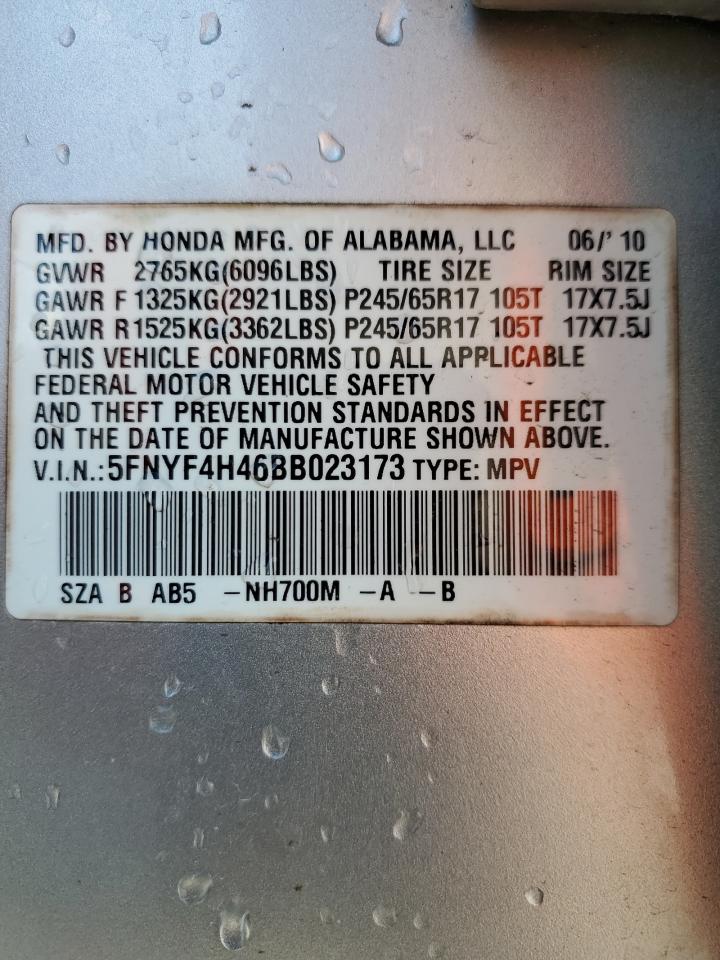 MFD. BY HONDA MFG. OF ALABAMA, LLC 06/' 10
GVWR 2765KG(6096LBS) TIRE SIZE RIM SIZE
GAWR F 1325KG(2921LBS) P245/65R17 105T 17X7.5J
GAWR R1525KG(3362LBS) P245/65R17 105T 17X7.5J
THIS VEHICLE CONFORMS TO ALL APPLICABLE
FEDERAL MOTOR VEHICLE SAFETY
AND THEFT PREVENTION STANDARDS IN EFFECT
ON THE DATE OF MANUFACTURE SHOWN ABOVE.
V.I.N.: 5FNYF4H46BB023173 TYPE: MPV
SZA B AB5 -NH700M -A -B